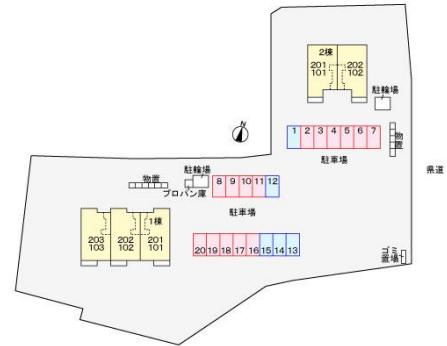 2棟
201 202
101 102
駐輪場
1 2 3 4 5 6 7
物置
駐車場
県道
N
駐輪場
物置
プロパン庫
8 9 10 11 12
駐車場
1棟
203 202 201
103 102 101
20 19 18 17 16 15 14 13
ゴミ置場